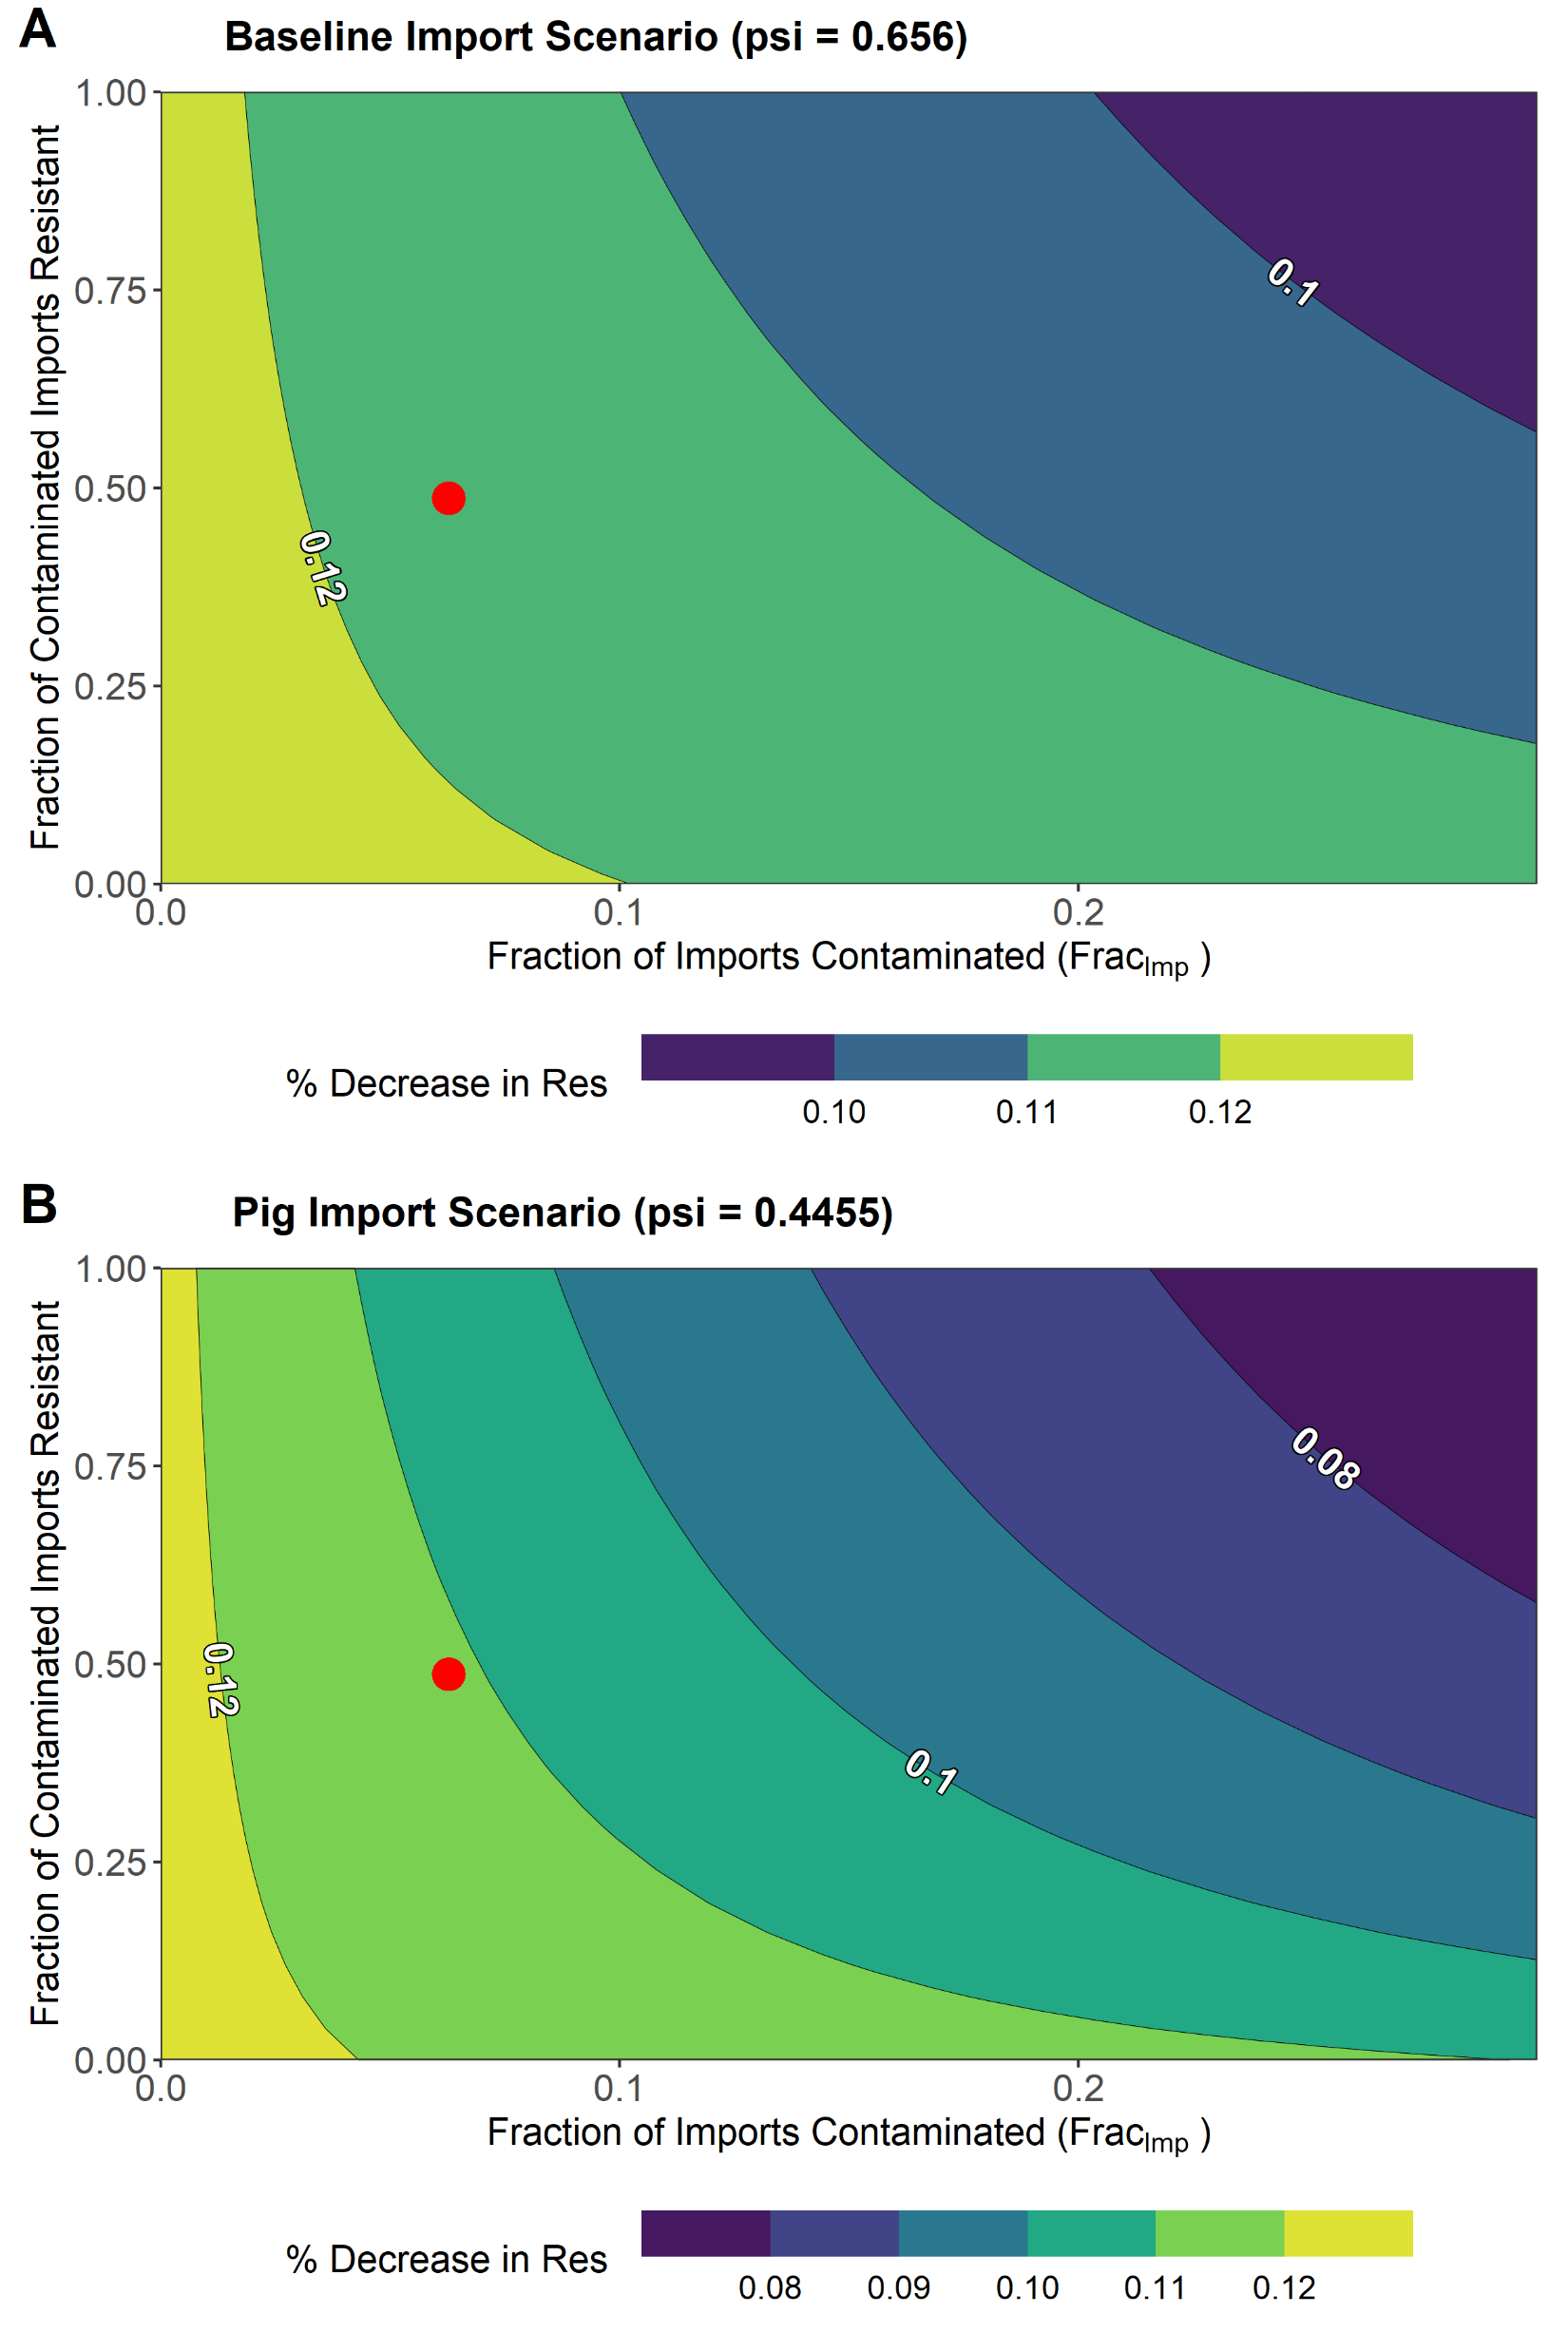 A
Baseline Import Scenario (psi = 0.656)
Fraction of Contaminated Imports Resistant
1.00
0.75
0.50
0.25
0.00
0.1
0.12
0.0 0.1 0.2
Fraction of Imports Contaminated (FracImp )
% Decrease in Res
0.10 0.11 0.12
B
Pig Import Scenario (psi = 0.4455)
Fraction of Contaminated Imports Resistant
1.00
0.75
0.50
0.25
0.00
0.08
0.12
0.1
0.0 0.1 0.2
Fraction of Imports Contaminated (FracImp )
% Decrease in Res
0.08 0.09 0.10 0.11 0.12